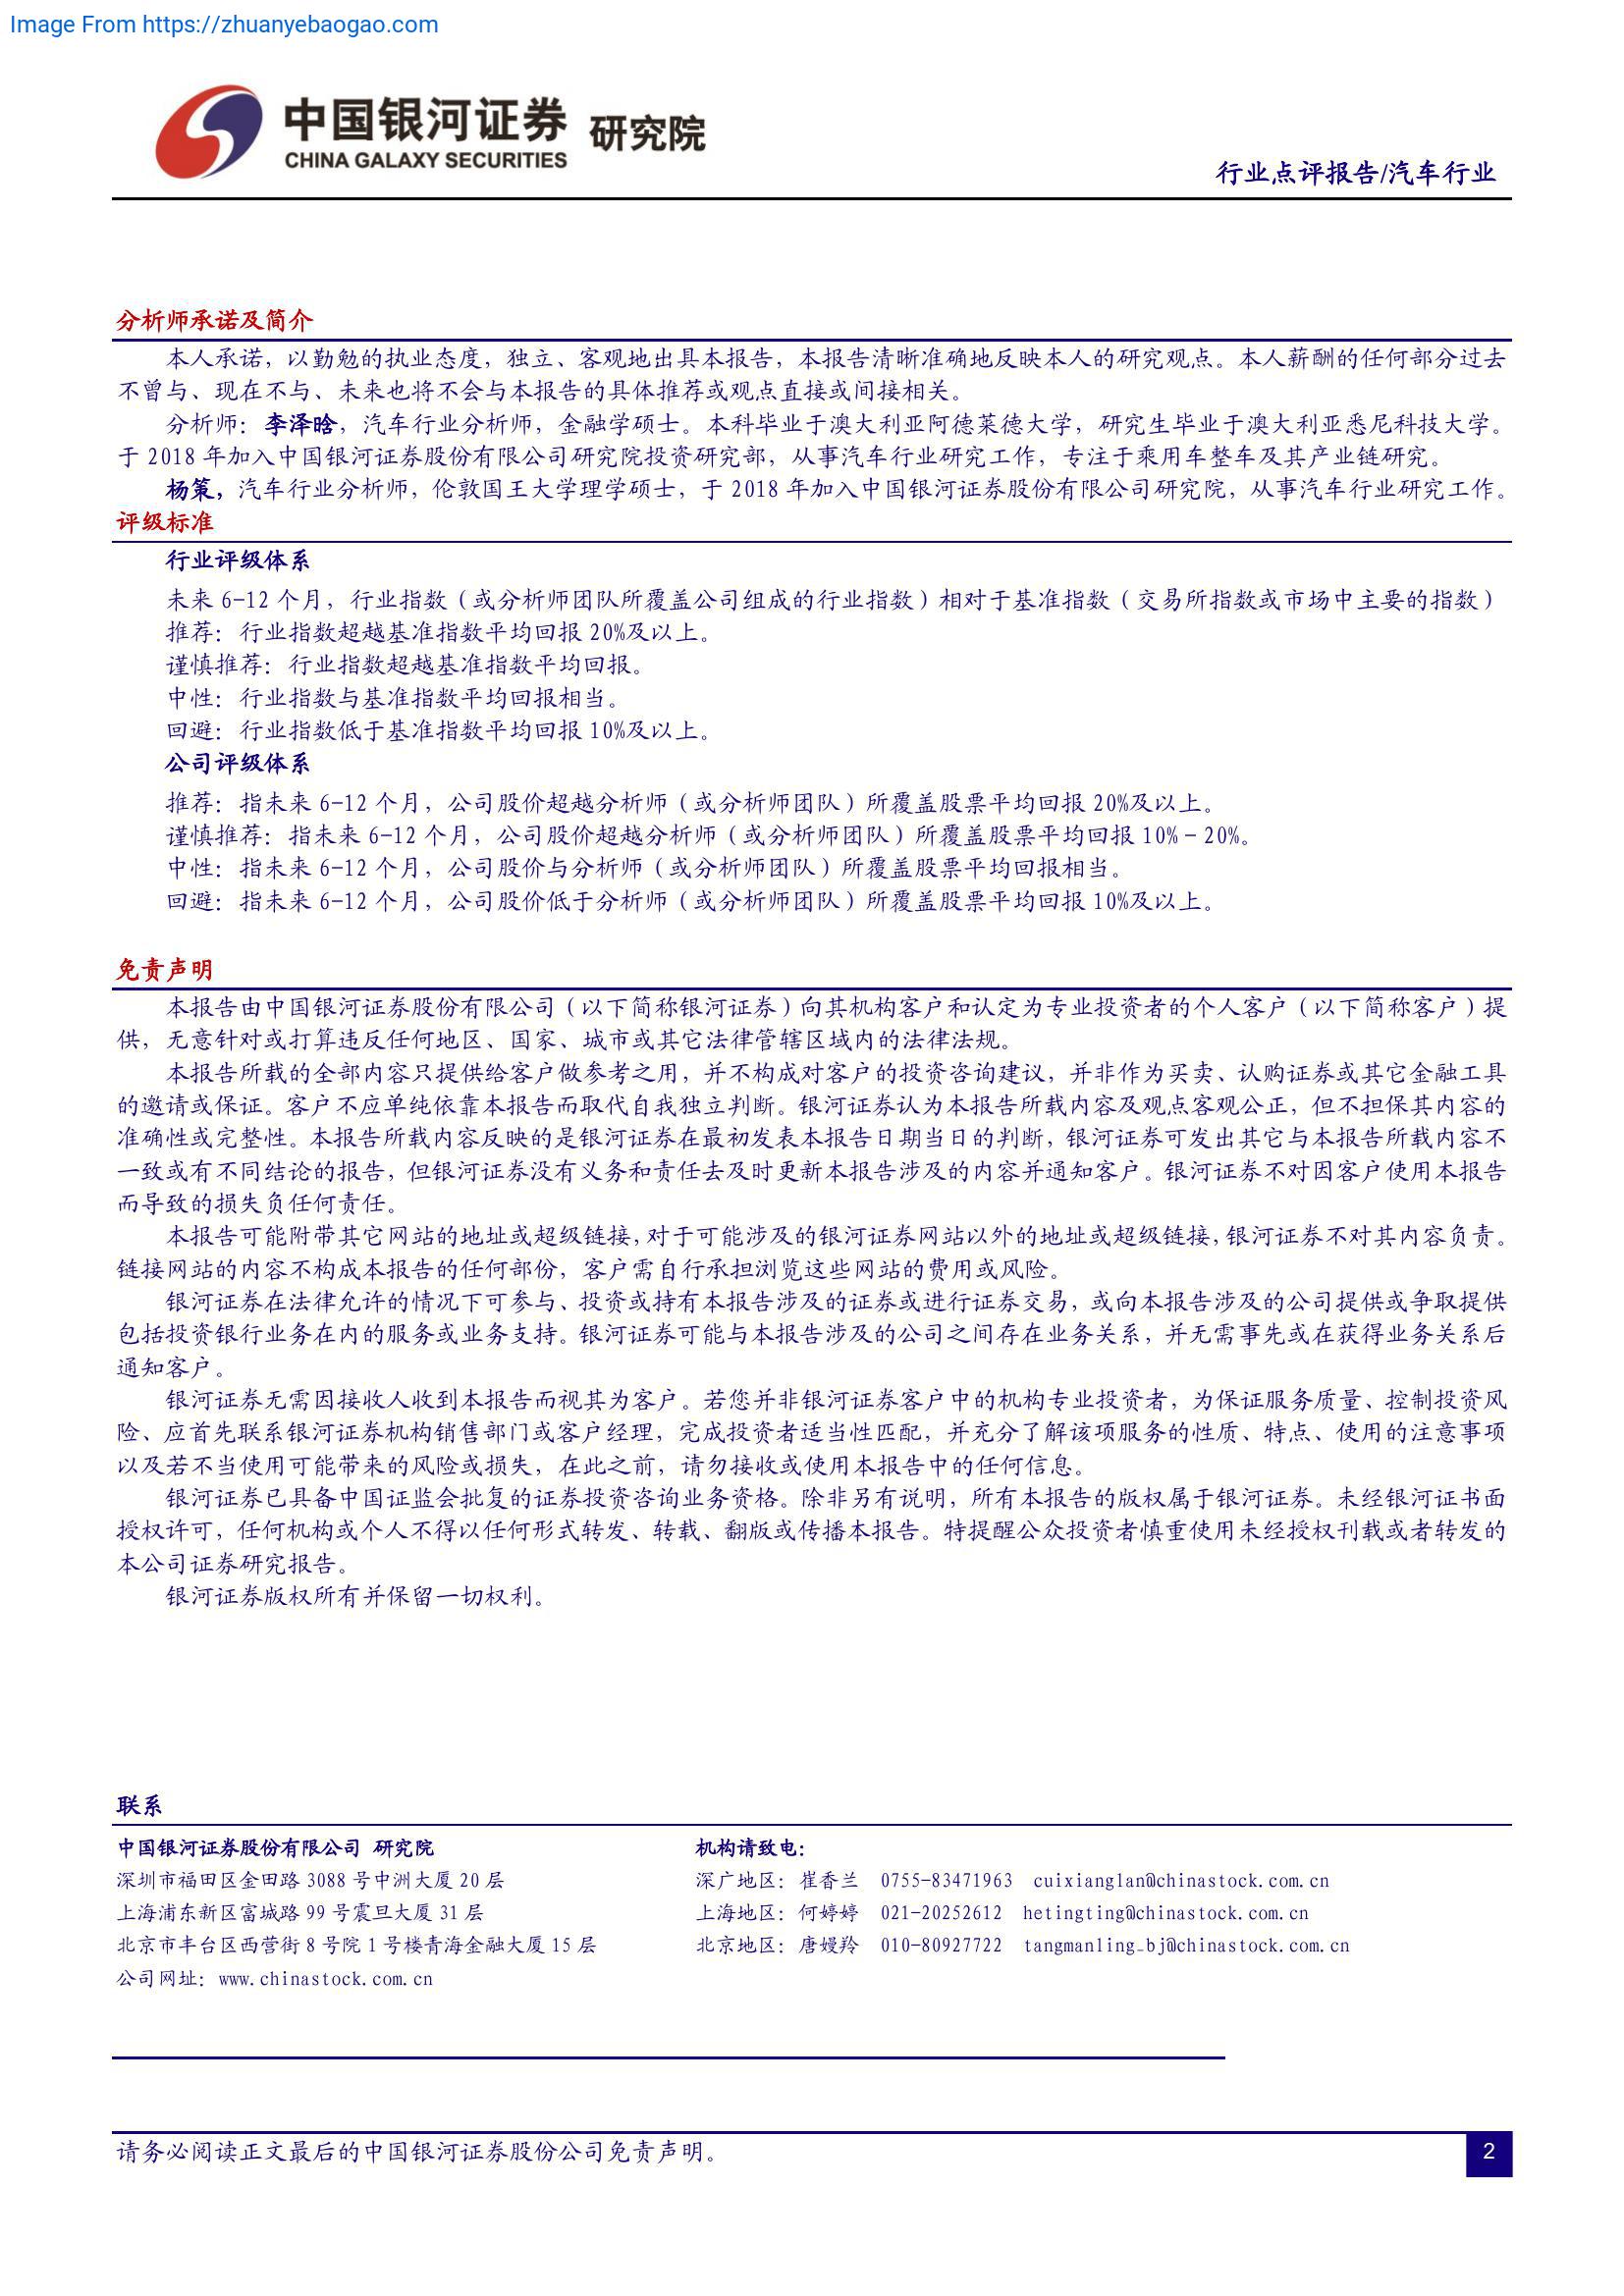 Image From https://zhuanyebaogao.com
中国银河证券 研究院
CHINA GALAXY SECURITIES
行业点评报告/汽车行业
分析师承诺及简介
本人承诺，以勤勉的执业态度，独立、客观地出具本报告，本报告清晰准确地反映本人的研究观点。本人薪酬的任何部分过去
不曾与、现在不与、未来也将不会与本报告的具体推荐或观点直接或间接相关。
分析师：李泽晗，汽车行业分析师，金融学硕士。本科毕业于澳大利亚阿德莱德大学，研究生毕业于澳大利亚悉尼科技大学。
于 2018 年加入中国银河证券股份有限公司研究院投资研究部，从事汽车行业研究工作，专注于乘用车整车及其产业链研究。
杨策，汽车行业分析师，伦敦国王大学理学硕士，于 2018 年加入中国银河证券股份有限公司研究院，从事汽车行业研究工作。
评级标准
行业评级体系
未来 6-12 个月，行业指数（或分析师团队所覆盖公司组成的行业指数）相对于基准指数（交易所指数或市场中主要的指数）
推荐：行业指数超越基准指数平均回报 20%及以上。
谨慎推荐：行业指数超越基准指数平均回报。
中性：行业指数与基准指数平均回报相当。
回避：行业指数低于基准指数平均回报 10%及以上。
公司评级体系
推荐：指未来 6-12 个月，公司股价超越分析师（或分析师团队）所覆盖股票平均回报 20%及以上。
谨慎推荐：指未来 6-12 个月，公司股价超越分析师（或分析师团队）所覆盖股票平均回报 10%－20%。
中性：指未来 6-12 个月，公司股价与分析师（或分析师团队）所覆盖股票平均回报相当。
回避：指未来 6-12 个月，公司股价低于分析师（或分析师团队）所覆盖股票平均回报 10%及以上。
免责声明
本报告由中国银河证券股份有限公司（以下简称银河证券）向其机构客户和认定为专业投资者的个人客户（以下简称客户）提
供，无意针对或打算违反任何地区、国家、城市或其它法律管辖区域内的法律法规。
本报告所载的全部内容只提供给客户做参考之用，并不构成对客户的投资咨询建议，并非作为买卖、认购证券或其它金融工具
的邀请或保证。客户不应单纯依靠本报告而取代自我独立判断。银河证券认为本报告所载内容及观点客观公正，但不担保其内容的
准确性或完整性。本报告所载内容反映的是银河证券在最初发表本报告日期当日的判断，银河证券可发出其它与本报告所载内容不
一致或有不同结论的报告，但银河证券没有义务和责任去及时更新本报告涉及的内容并通知客户。银河证券不对因客户使用本报告
而导致的损失负任何责任。
本报告可能附带其它网站的地址或超级链接，对于可能涉及的银河证券网站以外的地址或超级链接，银河证券不对其内容负责。
链接网站的内容不构成本报告的任何部份，客户需自行承担浏览这些网站的费用或风险。
银河证券在法律允许的情况下可参与、投资或持有本报告涉及的证券或进行证券交易，或向本报告涉及的公司提供或争取提供
包括投资银行业务在内的服务或业务支持。银河证券可能与本报告涉及的公司之间存在业务关系，并无需事先或在获得业务关系后
通知客户。
银河证券无需因接收人收到本报告而视其为客户。若您并非银河证券客户中的机构专业投资者，为保证服务质量、控制投资风
险、应首先联系银河证券机构销售部门或客户经理，完成投资者适当性匹配，并充分了解该项服务的性质、特点、使用的注意事项
以及若不当使用可能带来的风险或损失，在此之前，请勿接收或使用本报告中的任何信息。
银河证券已具备中国证监会批复的证券投资咨询业务资格。除非另有说明，所有本报告的版权属于银河证券。未经银河证书面
授权许可，任何机构或个人不得以任何形式转发、转载、翻版或传播本报告。特提醒公众投资者慎重使用未经授权刊载或者转发的
本公司证券研究报告。
银河证券版权所有并保留一切权利。
联系
中国银河证券股份有限公司 研究院 机构请致电：
深圳市福田区金田路 3088 号中洲大厦 20 层 深广地区：崔香兰 0755-83471963 cuixianglan@chinastock.com.cn
上海浦东新区富城路 99 号震旦大厦 31 层 上海地区：何婷婷 021-20252612 hetingting@chinastock.com.cn
北京市丰台区西营街 8 号院 1 号楼青海金融大厦 15 层 北京地区：唐嫚羚 010-80927722 tangmanling_bj@chinastock.com.cn
公司网址：www.chinastock.com.cn
请务必阅读正文最后的中国银河证券股份公司免责声明。 2